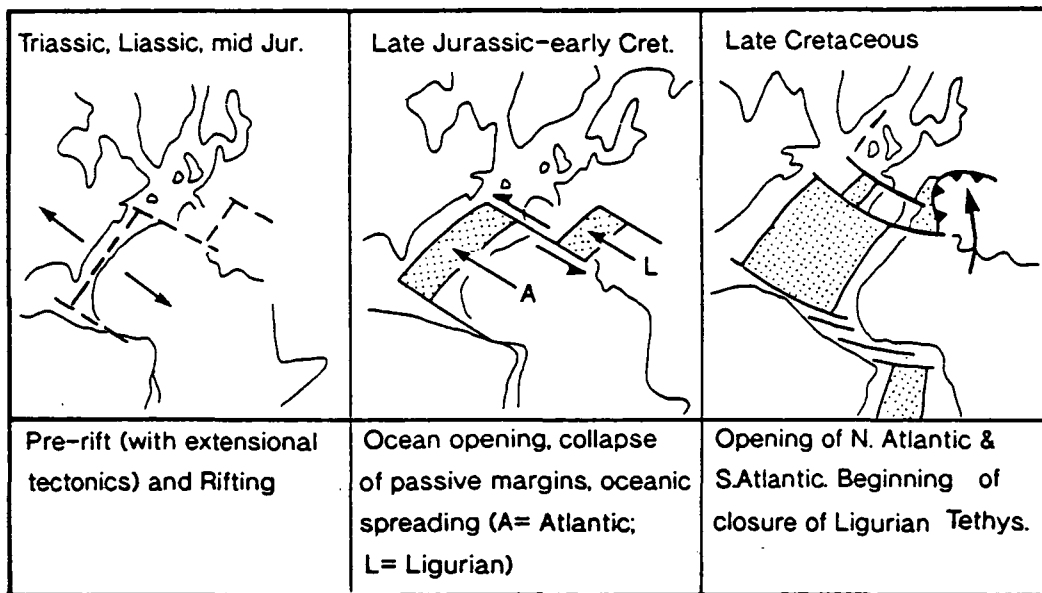 Triassic, Liassic, mid Jur.
Late Jurassic-early Cret.
Late Cretaceous
A
L
Pre-rift (with extensional
tectonics) and Rifting
Ocean opening, collapse
of passive margins, oceanic
spreading (A= Atlantic;
L= Ligurian)
Opening of N. Atlantic &
S.Atlantic. Beginning of
closure of Ligurian Tethys.